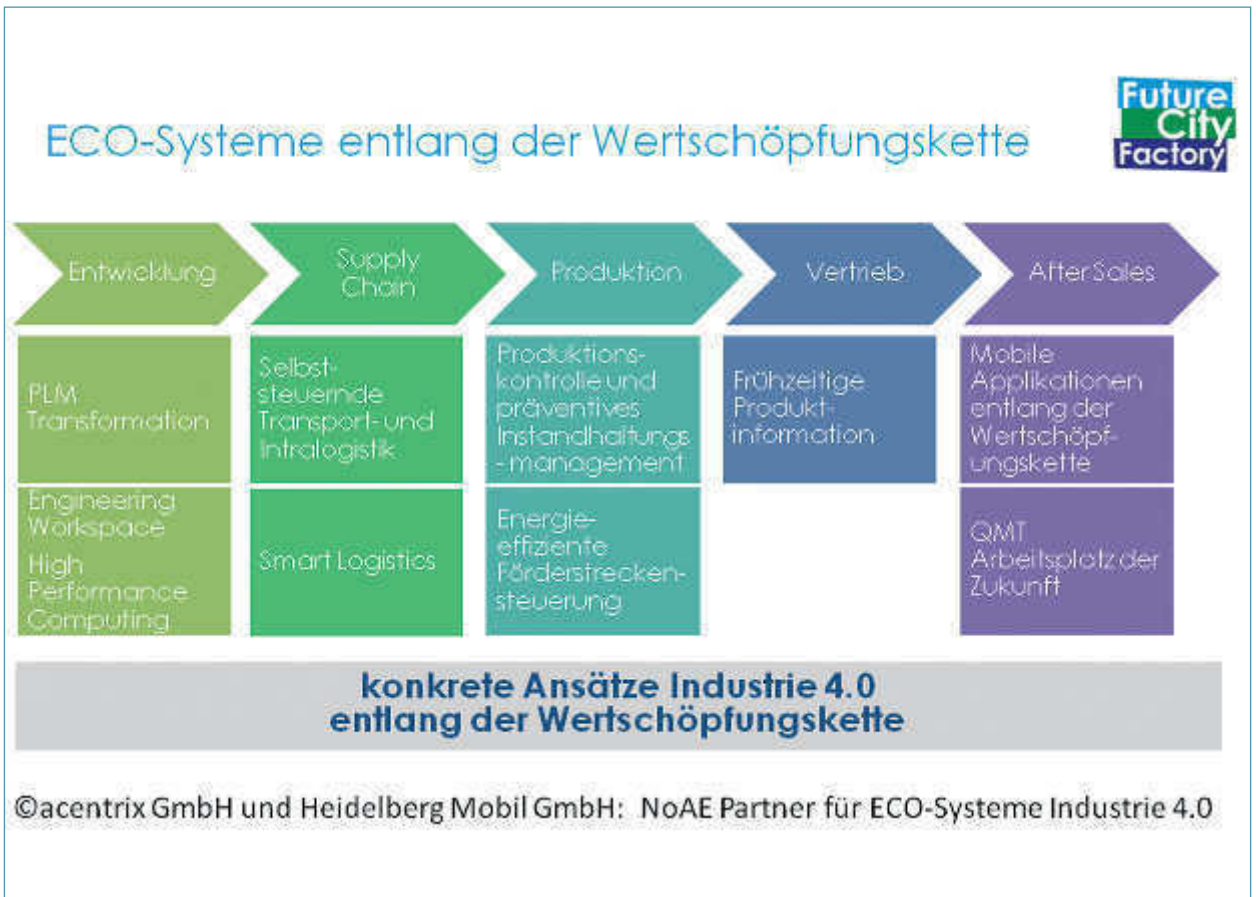 Future
City
Factory
ECO-Systeme entlang der Wertschöpfungskette
Entwicklung
Supply
Chain
Produktion
Vertrieb
AfterSales
PLM
Transformation
Selbst-
steuernde
Transport- und
Intralogistik
Produktions-
kontrolle und
präventives
Instandhaltungs
- management
Frühzeitige
Produkt-
information
Mobile
Applikationen
entlang der
Wertschöpf-
ungskette
Engineering
Workspace
High
Performance
Computing
Smart Logistics
Energie-
effiziente
Förderstrecken-
steuerung
QMT
Arbeitsplatz der
Zukunft
konkrete Ansätze Industrie 4.0
entlang der Wertschöpfungskette
©acentrix GmbH und Heidelberg Mobil GmbH: NoAE Partner für ECO-Systeme Industrie 4.0